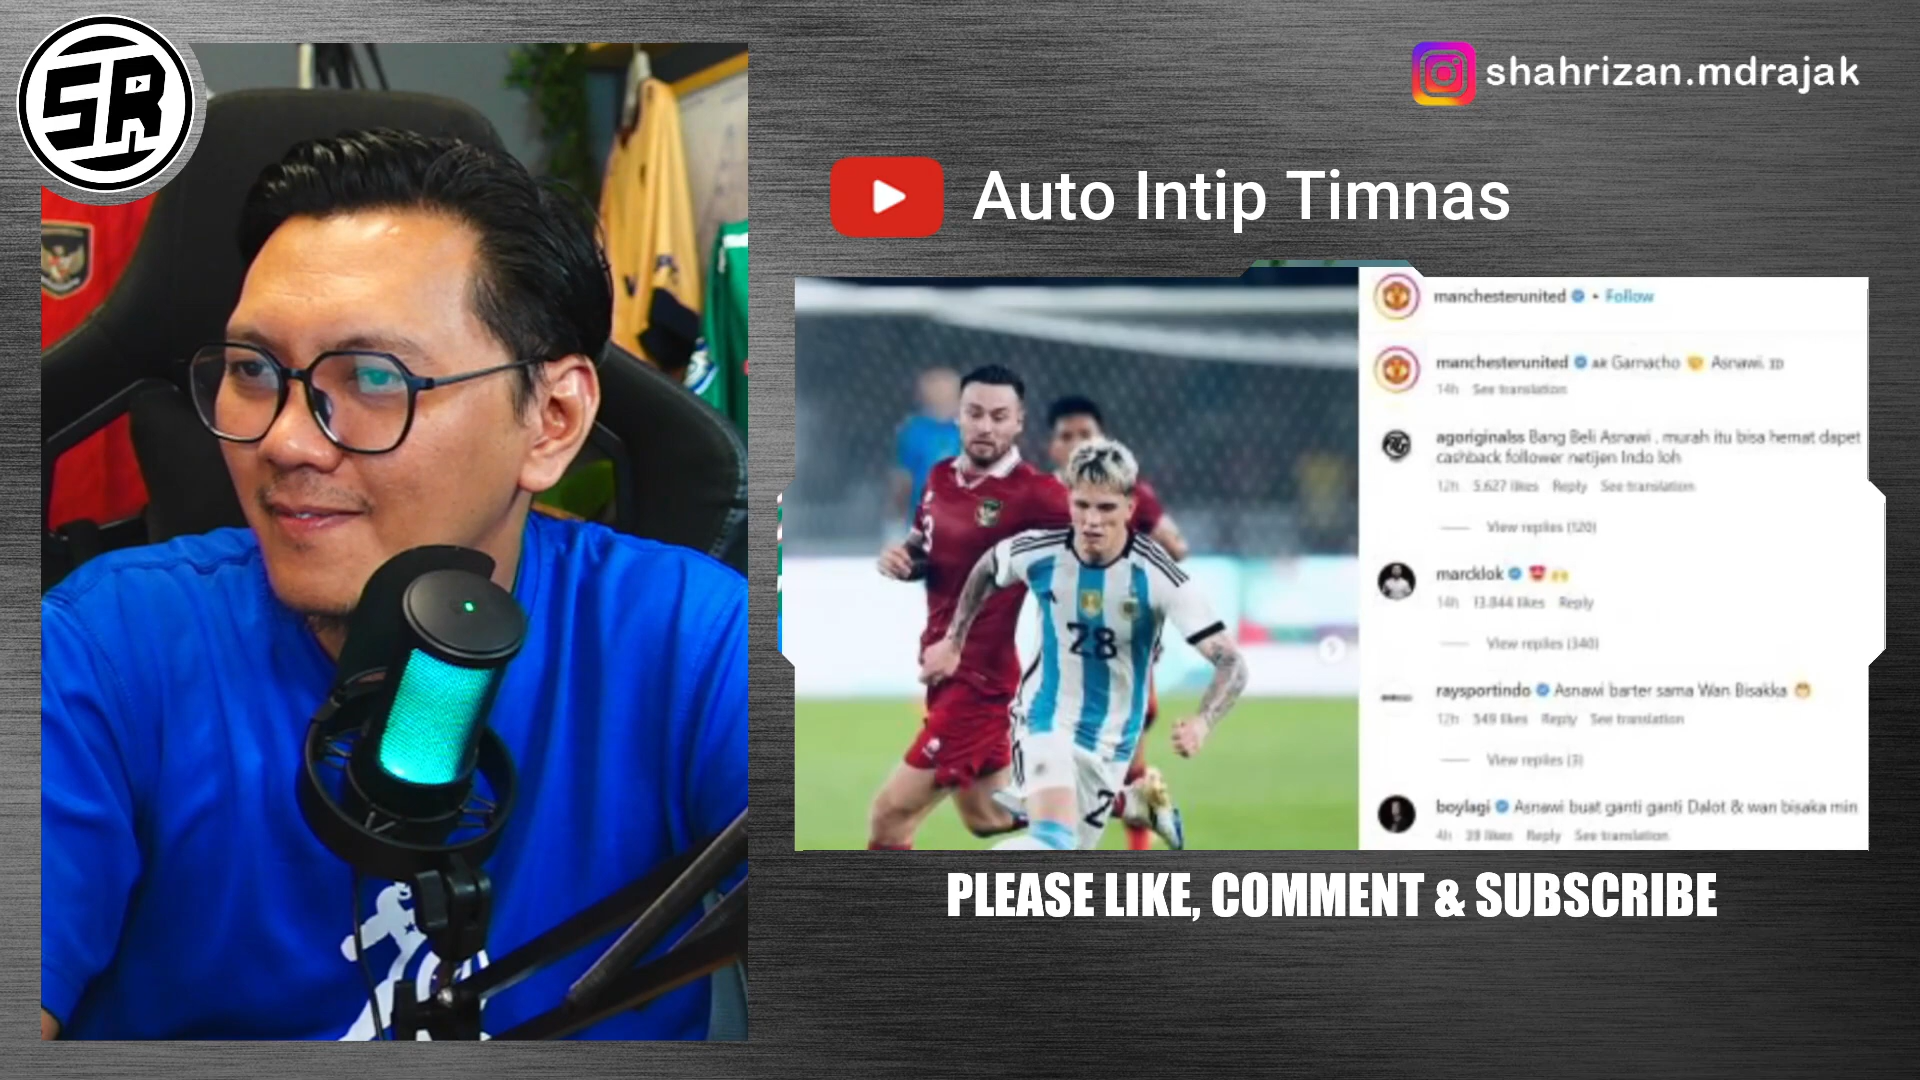 SR
shahrizan.mdrajak
Auto Intip Timnas
manchesterunited • Follow
manchesterunited AR Garnacho 🤝 Asnawi. ID
14h See translation
agoriginalss Bang Beli Asnawi , murah itu bisa hemat dapet
cashback follower netijen Indo loh
12h 5.627 likes Reply See translation
View replies (120)
marcklok 😍 🙌
14h 13.844 likes Reply
View replies (340)
raysportindo Asnawi barter sama Wan Bisakka 😁
12h 549 likes Reply See translation
View replies (3)
boylagi Asnawi buat ganti ganti Dalot & wan bisaka min
4h 39 likes Reply See translation
3
28
2
PLEASE LIKE, COMMENT & SUBSCRIBE